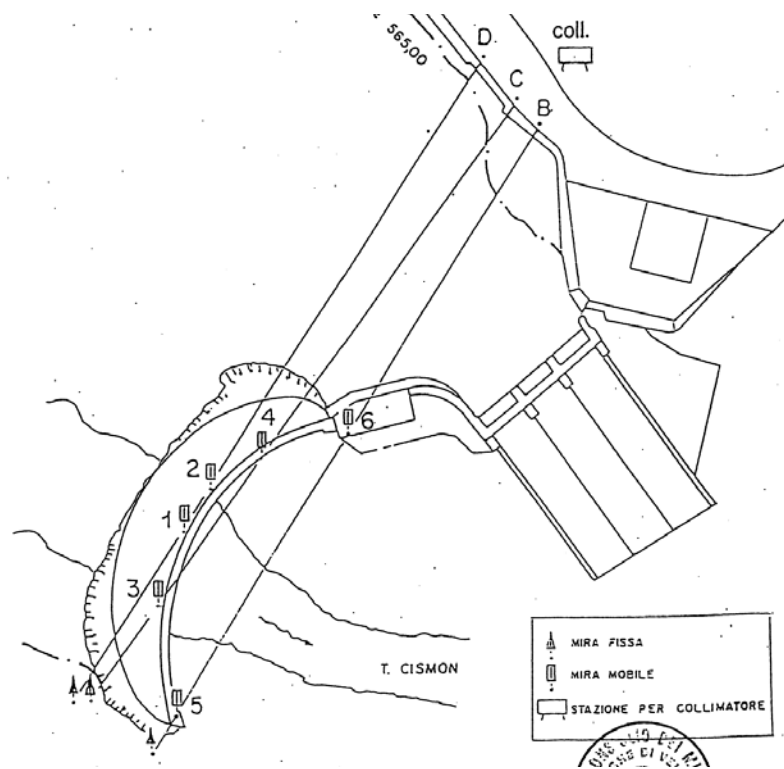 565,00
D
coll.
C
B
4
6
2
1
3
5
T. CISMON
MIRA FISSA
MIRA MOBILE
STAZIONE PER COLLIMATORE